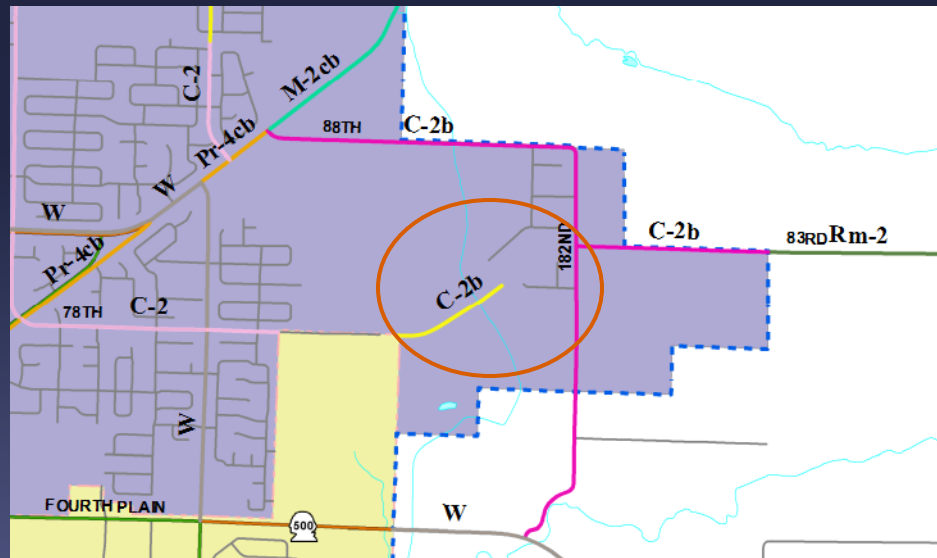 C-2
M-2cb
88TH
C-2b
Pr-4cb
W
W
182ND
C-2b
83RD Rm-2
Pr-4cb
C-2b
78TH
C-2
W
FOURTH PLAIN
500
W